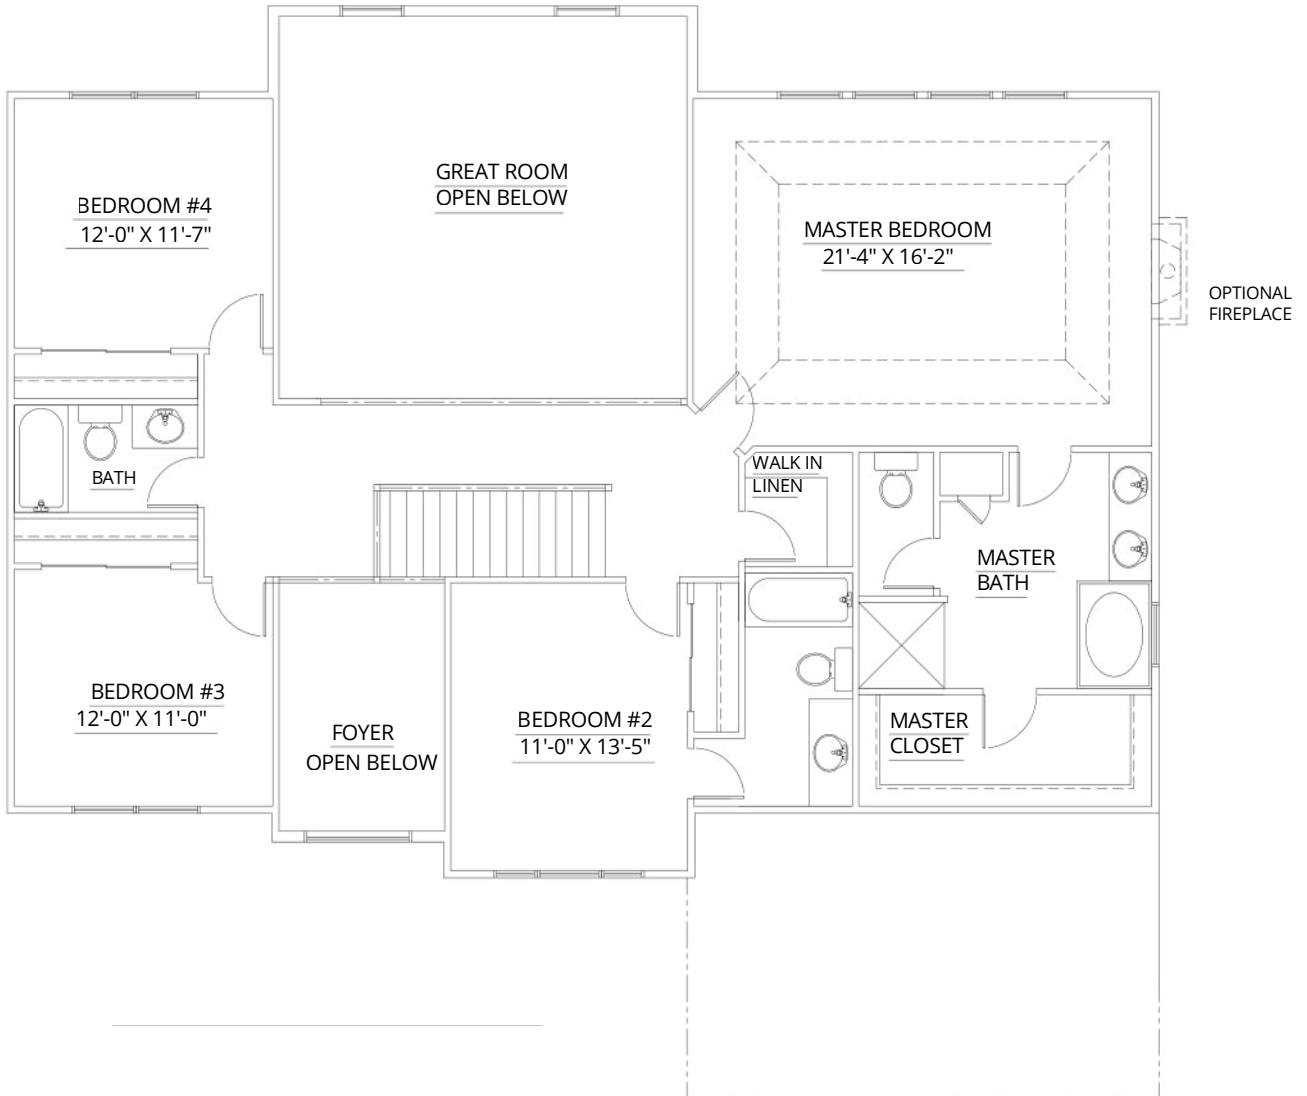 GREAT ROOM
OPEN BELOW
BEDROOM #4
12'-0" X 11'-7"
MASTER BEDROOM
21'-4" X 16'-2"
OPTIONAL
FIREPLACE
BATH
WALK IN
LINEN
MASTER
BATH
BEDROOM #3
12'-0" X 11'-0"
FOYER
OPEN BELOW
BEDROOM #2
11'-0" X 13'-5"
MASTER
CLOSET